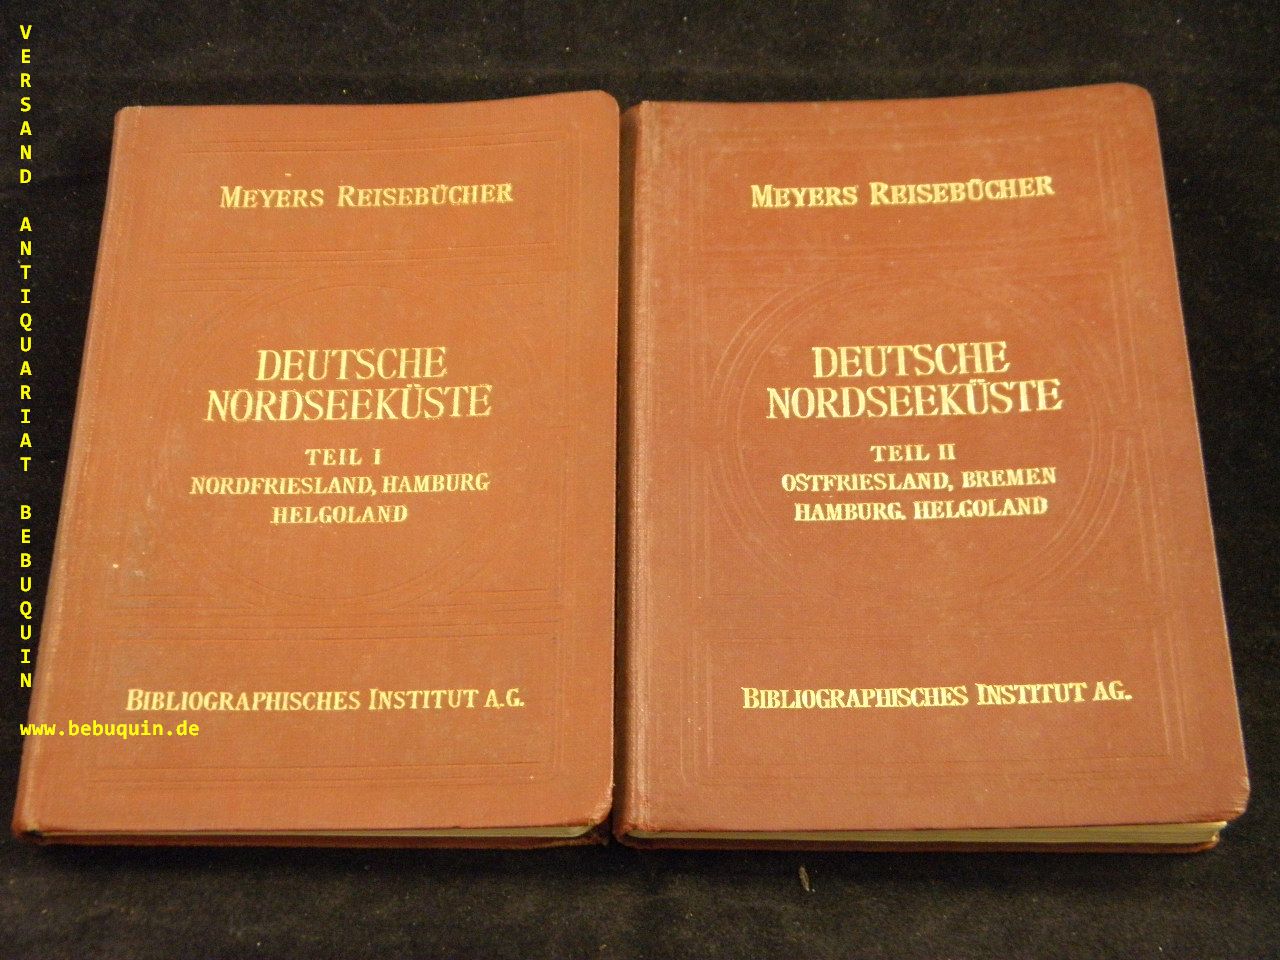 VERSAND ANTIQUARIAT BEBUQUIN
www.bebuquin.de
MEYERS REISEBÜCHER
DEUTSCHE
NORDSEEKÜSTE
TEIL I
NORDFRIESLAND, HAMBURG
HELGOLAND
BIBLIOGRAPHISCHES INSTITUT A.G.
MEYERS REISEBÜCHER
DEUTSCHE
NORDSEEKÜSTE
TEIL II
OSTFRIESLAND, BREMEN
HAMBURG. HELGOLAND
BIBLIOGRAPHISCHES INSTITUT AG.